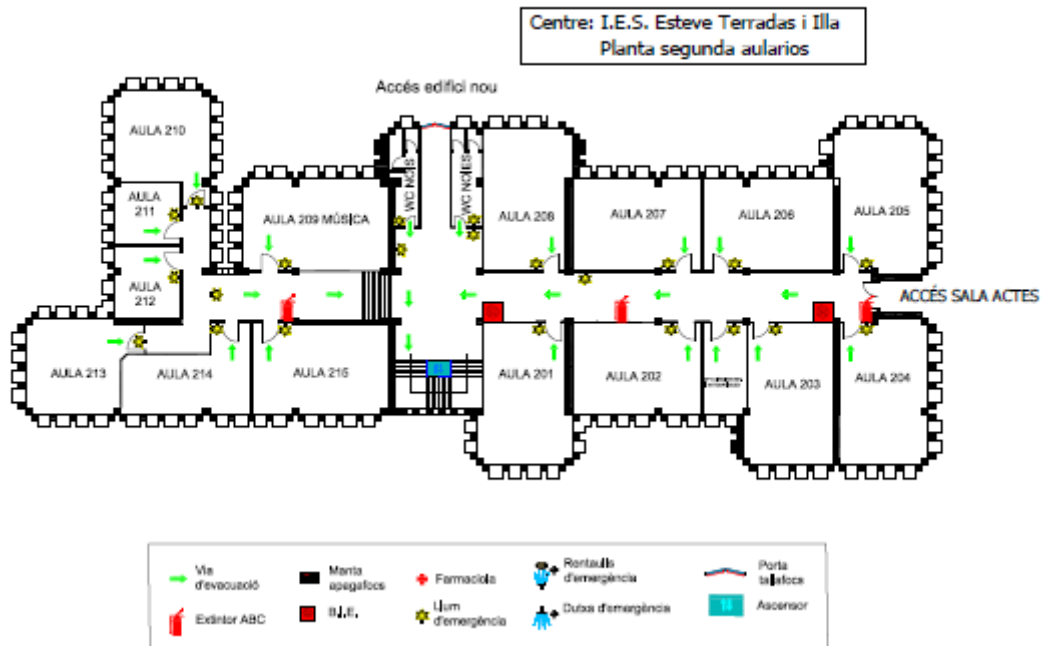 Centre: I.E.S. Esteve Terradas i Illa
Planta segunda aularios
Accés edifici nou
AULA 210
AULA
211
AULA
212
AULA 209 MÚSICA
WC NOIS
WC NOIES
AULA 208
AULA 207
AULA 206
AULA 205
ACCÉS SALA ACTES
AULA 213
AULA 214
AULA 215
AULA 201
AULA 202
AULA 203
AULA 204
Via
d'evacuació
Manta
apagafocs
Farmaciola
Rentaulls
d'emergència
Porta
tallafocs
Extintor ABC
B.I.E.
Llum
d'emergència
Dutxa d'emergència
Ascensor